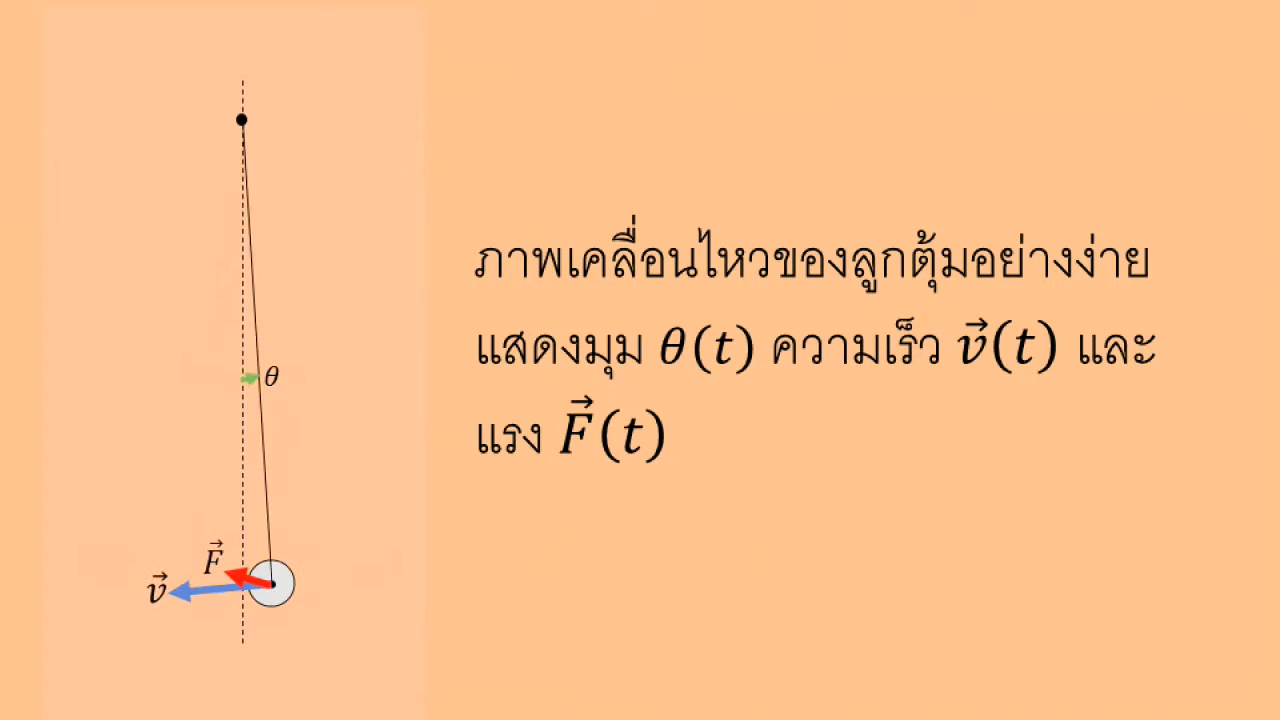 ภาพเคลื่อนไหวของลูกตุ้มอย่างง่าย
แสดงมุม θ(t) ความเร็ว v⃗(t) และ
แรง F⃗(t)
θ
F⃗
v⃗